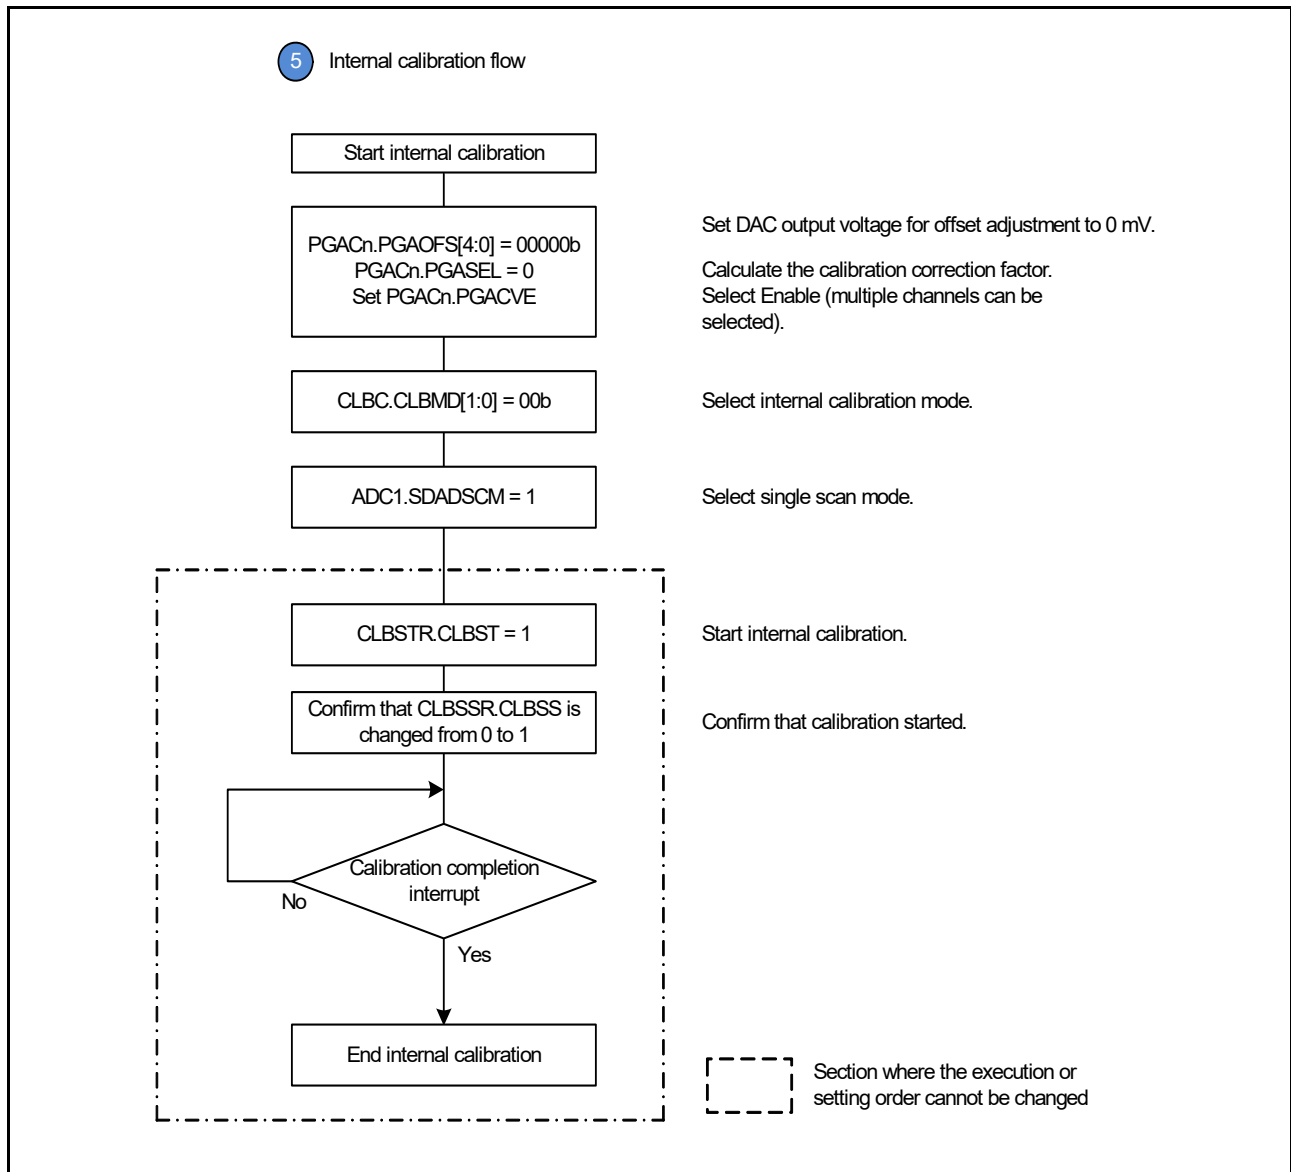 5 Internal calibration flow
Start internal calibration
PGACn.PGAOFS[4:0] = 00000b
PGACn.PGASEL = 0
Set PGACn.PGACVE
Set DAC output voltage for offset adjustment to 0 mV.
Calculate the calibration correction factor.
Select Enable (multiple channels can be
selected).
CLBC.CLBMD[1:0] = 00b
Select internal calibration mode.
ADC1.SDADSCM = 1
Select single scan mode.
CLBSTR.CLBST = 1
Start internal calibration.
Confirm that CLBSSR.CLBSS is
changed from 0 to 1
Confirm that calibration started.
Calibration completion
interrupt
No
Yes
End internal calibration
Section where the execution or
setting order cannot be changed